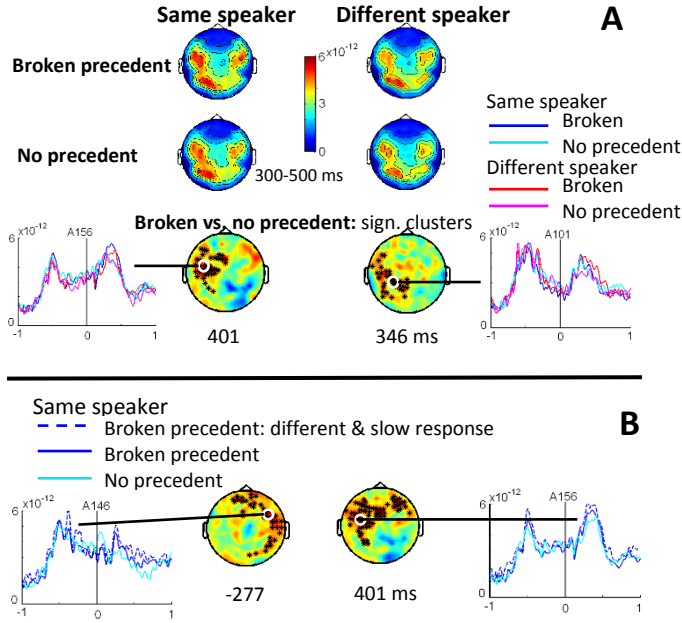 Same speaker Different speaker A
Broken precedent
6 x10⁻¹²
3
0
No precedent
300-500 ms
Same speaker
Broken
No precedent
Different speaker
Broken
No precedent
Broken vs. no precedent: sign. clusters
6 x10⁻¹² A156
0
-1 0 1
401
346 ms
6 x10⁻¹² A101
0
-1 0 1
B
Same speaker
Broken precedent: different & slow response
Broken precedent
No precedent
6 x10⁻¹² A146
0
-1 0 1
-277
401 ms
6 x10⁻¹² A156
0
-1 0 1